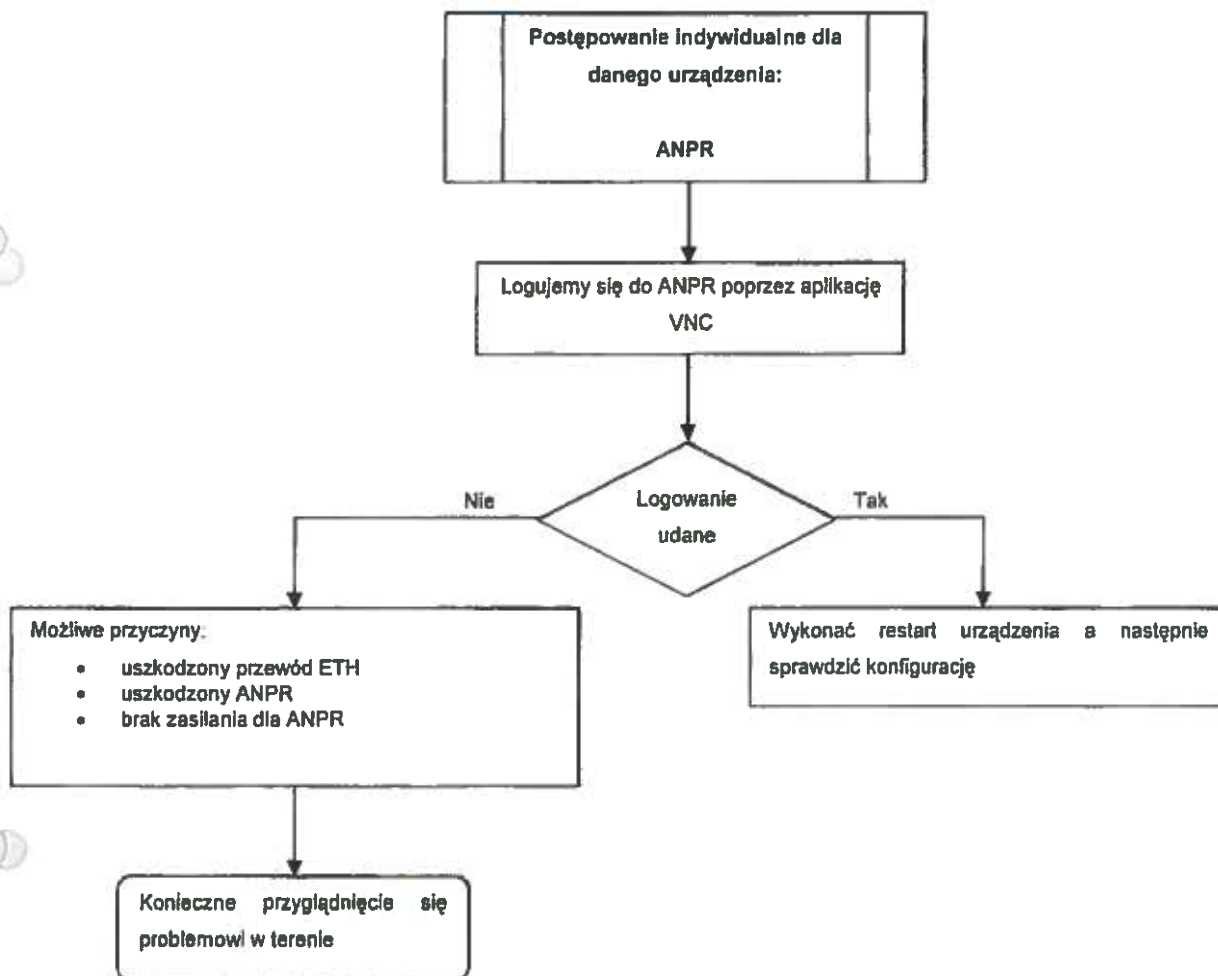 Postępowanie indywidualne dla
danego urządzenia:
ANPR
Logujemy się do ANPR poprzez aplikację
VNC
Logowanie
udane
Nie
Tak
Możliwe przyczyny:
• uszkodzony przewód ETH
• uszkodzony ANPR
• brak zasilania dla ANPR
Wykonać restart urządzenia a następnie
sprawdzić konfigurację
Konieczne przyglądnięcie się
problemowi w terenie